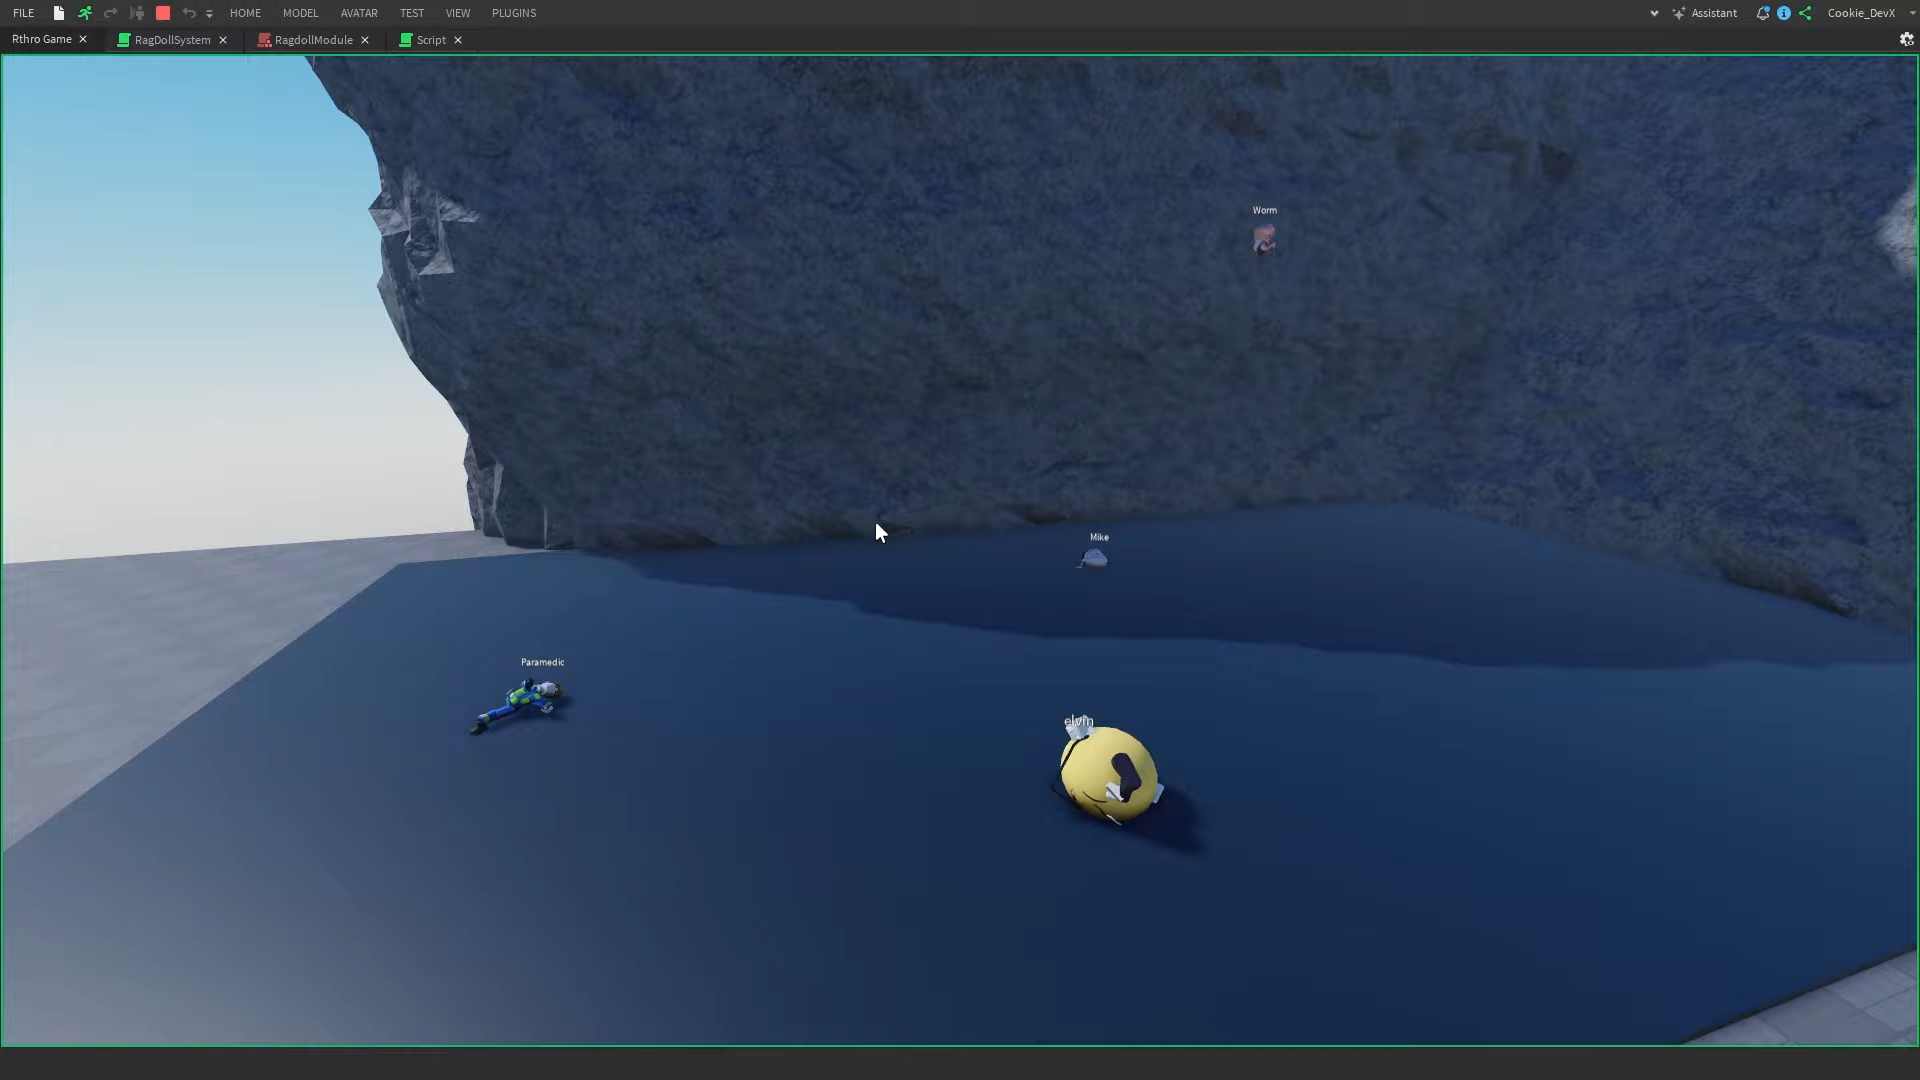 FILE HOME MODEL AVATAR TEST VIEW PLUGINS Assistant Cookie_DevX
Rthro Game RagDollSystem RagdollModule Script
Worm
Mike
Paramedic
elvin